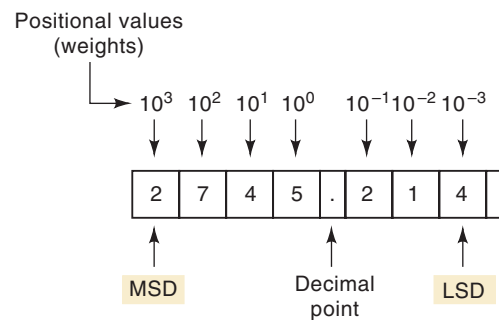 Positional values
(weights)
10³ 10² 10¹ 10⁰ 10⁻¹ 10⁻² 10⁻³
2 7 4 5 . 2 1 4
MSD Decimal point LSD